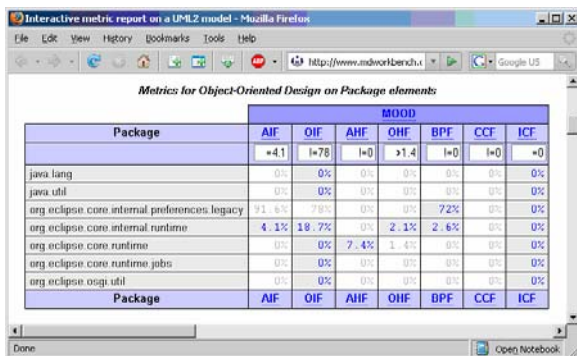 Interactive metric report on a UML2 model - Mozilla Firefox
File Edit View History Bookmarks Tools Help
http://www.mdworkbench.c Google US
Metrics for Object-Oriented Design on Package elements
MOOD
Package AIF OIF AHF OHF BPF CCF ICF
=4.1 !=78 !=0 >1.4 !=0 !=0 =0
java.lang 0% 0% 0% 0% 0% 0% 0%
java.util 0% 0% 0% 0% 0% 0% 0%
org.eclipse.core.internal.preferences.legacy 91.6% 78% 0% 0% 72% 0% 0%
org.eclipse.core.internal.runtime 4.1% 18.7% 0% 2.1% 2.6% 0% 0%
org.eclipse.core.runtime 0% 0% 7.4% 1.4% 0% 0% 0%
org.eclipse.core.runtime.jobs 0% 0% 0% 0% 0% 0% 0%
org.eclipse.osgi.util 0% 0% 0% 0% 0% 0% 0%
Package AIF OIF AHF OHF BPF CCF ICF
Done Open Notebook